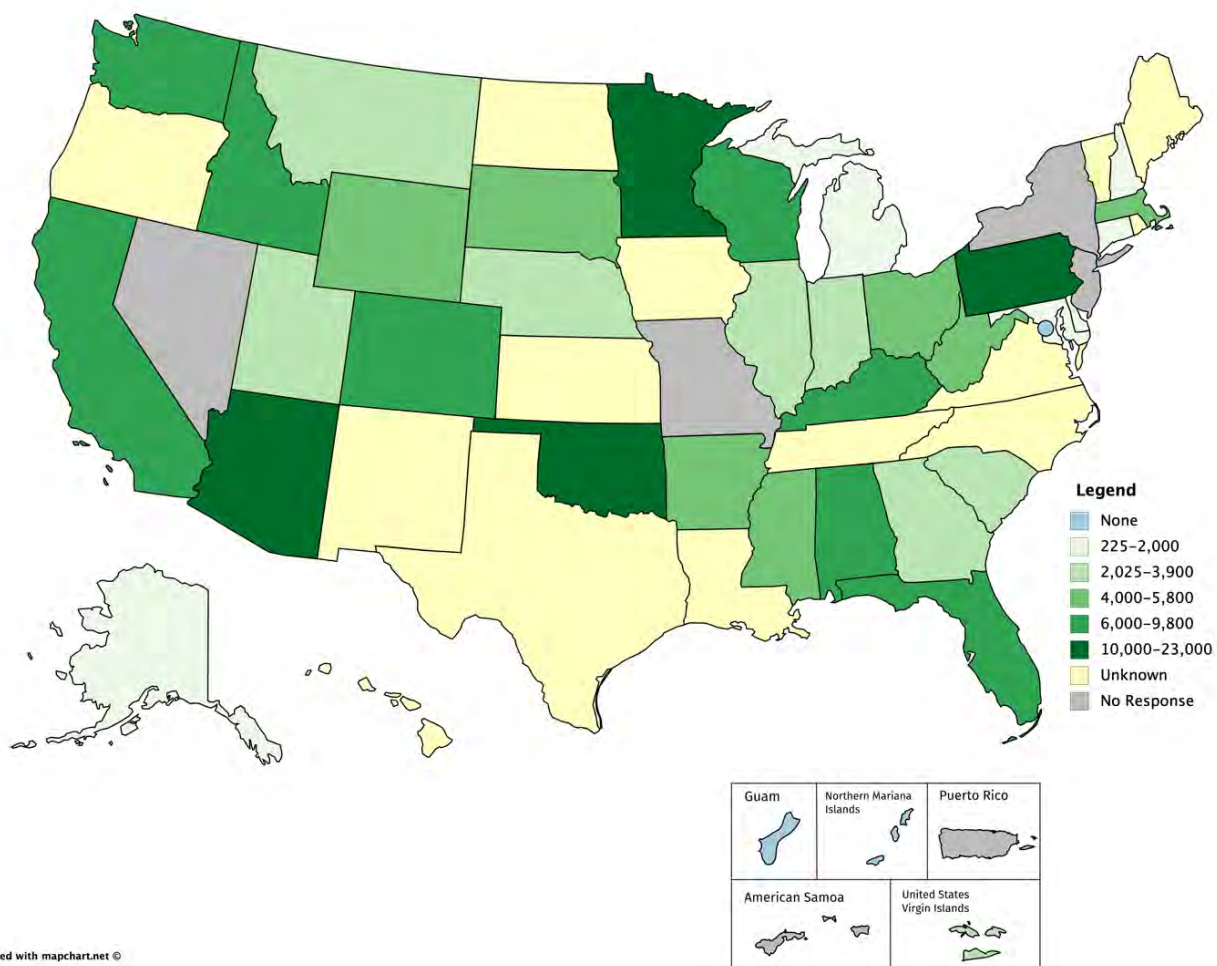 Legend
None
225–2,000
2,025–3,900
4,000–5,800
6,000–9,800
10,000–23,000
Unknown
No Response
Guam
Northern Mariana
Islands
Puerto Rico
American Samoa
United States
Virgin Islands
ed with mapchart.net ©